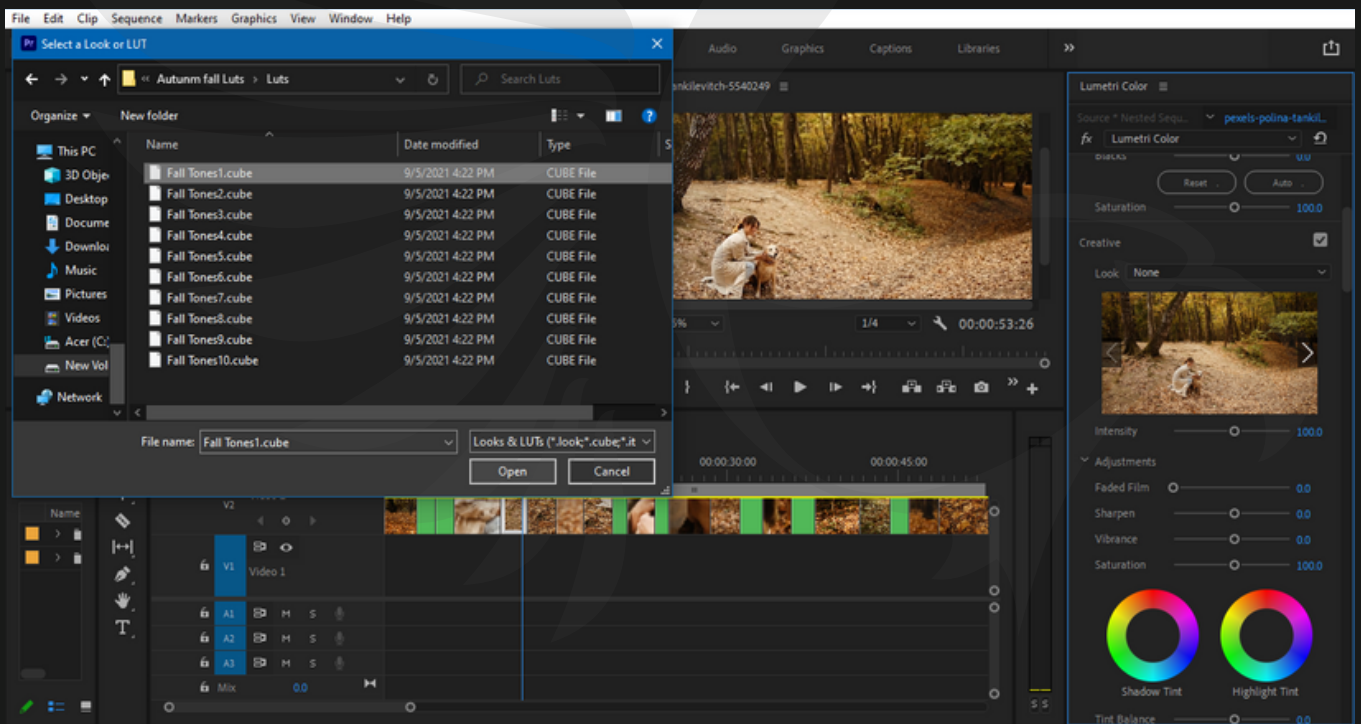 File Edit Clip Sequence Markers Graphics View Window Help
Pr Select a Look or LUT
Audio Graphics Captions Libraries
« Autunm fall Luts > Luts
Search Luts
ankilevitch-5540249
Lumetri Color
Organize
New folder
Source * Nested Sequ...
pexels-polina-tankil...
fx Lumetri Color
This PC
3D Obje
Desktop
Docume
Downloa
Music
Pictures
Videos
Acer (C:
New Vol
Network
Name Date modified Type S
Fall Tones1.cube 9/5/2021 4:22 PM CUBE File
Fall Tones2.cube 9/5/2021 4:22 PM CUBE File
Fall Tones3.cube 9/5/2021 4:22 PM CUBE File
Fall Tones4.cube 9/5/2021 4:22 PM CUBE File
Fall Tones5.cube 9/5/2021 4:22 PM CUBE File
Fall Tones6.cube 9/5/2021 4:22 PM CUBE File
Fall Tones7.cube 9/5/2021 4:22 PM CUBE File
Fall Tones8.cube 9/5/2021 4:22 PM CUBE File
Fall Tones9.cube 9/5/2021 4:22 PM CUBE File
Fall Tones10.cube 9/5/2021 4:22 PM CUBE File
File name: Fall Tones1.cube
Looks & LUTs (*.look;*.cube;*.it
Open Cancel
% 1/4 00:00:53:26
00:00:30:00 00:00:45:00
Blacks 0.0
Reset Auto
Saturation 100.0
Creative
Look None
Intensity 100.0
Adjustments
Faded Film 0.0
Sharpen 0.0
Vibrance 0.0
Saturation 100.0
Shadow Tint Highlight Tint
Tint Balance 0.0
Name
V2
V1 Video 1
A1 M S
A2 M S
A3 M S
Mix 0.0
S S